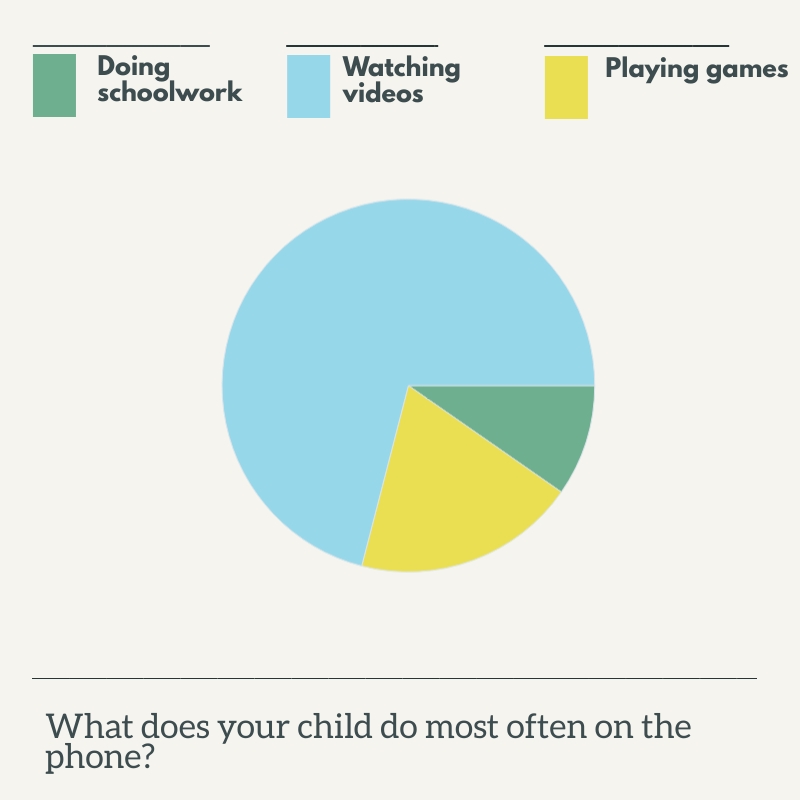 Doing
schoolwork
Watching
videos
Playing games
What does your child do most often on the
phone?